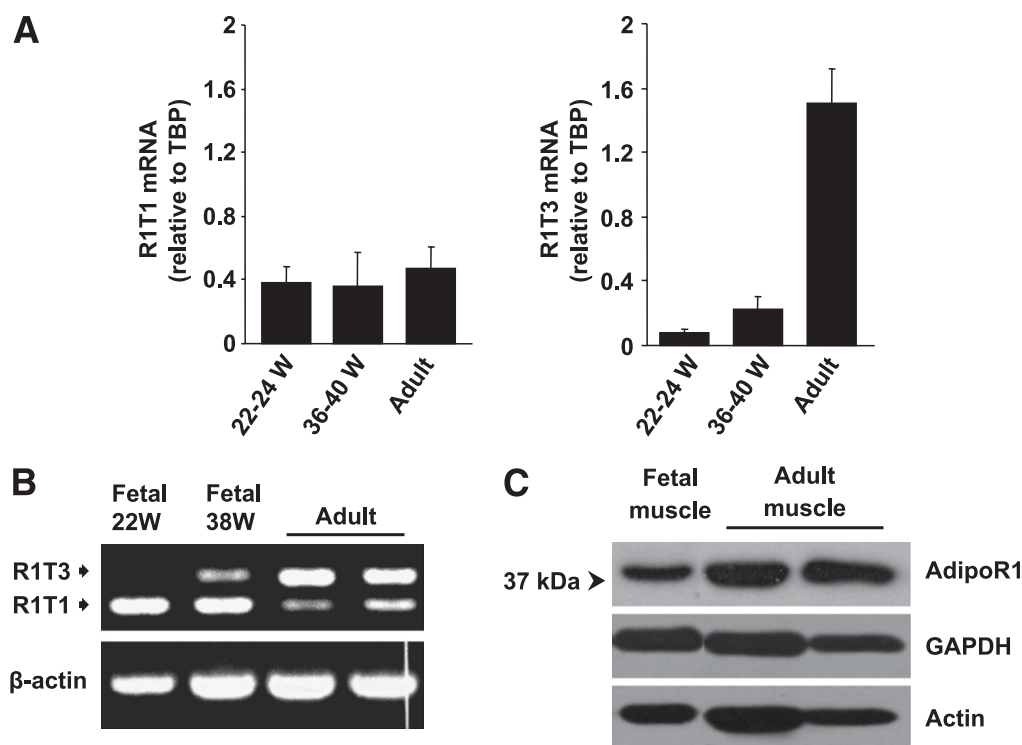 A
R1T1 mRNA
(relative to TBP)
2
1.6
1.2
0.8
0.4
0
22-24 W
36-40 W
Adult
R1T3 mRNA
(relative to TBP)
2
1.6
1.2
0.8
0.4
0
22-24 W
36-40 W
Adult
B
Fetal
22W
Fetal
38W
Adult
R1T3
R1T1
β-actin
C
Fetal
muscle
Adult
muscle
37 kDa
AdipoR1
GAPDH
Actin